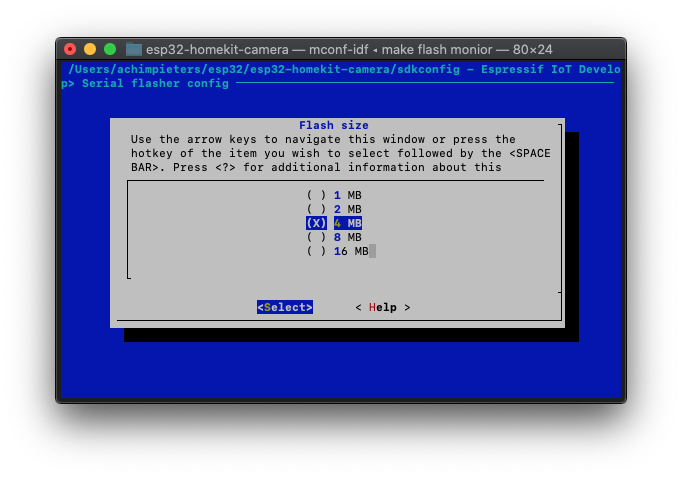 esp32-homekit-camera — mconf-idf ◂ make flash monior — 80×24
/Users/achimpieters/esp32/esp32-homekit-camera/sdkconfig - Espressif IoT Develo
p> Serial flasher config
Flash size
Use the arrow keys to navigate this window or press the
hotkey of the item you wish to select followed by the <SPACE
BAR>. Press <?> for additional information about this
( ) 1 MB
( ) 2 MB
(X) 4 MB
( ) 8 MB
( ) 16 MB
<Select> < Help >